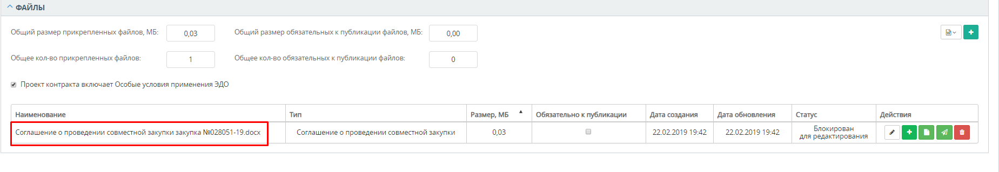 ФАЙЛЫ
Общий размер прикрепленных файлов, МБ: 0,03 Общий размер обязательных к публикации файлов, МБ: 0,00
Общее кол-во прикрепленных файлов: 1 Общее кол-во обязательных к публикации файлов: 0
Проект контракта включает Особые условия применения ЭДО
Наименование Тип Размер, МБ Обязательно к публикации Дата создания Дата обновления Статус Действия
Соглашение о проведении совместной закупки закупка №028051-19.docx Соглашение о проведении совместной закупки 0,03 22.02.2019 19:42 22.02.2019 19:42 Блокирован
для редактирования